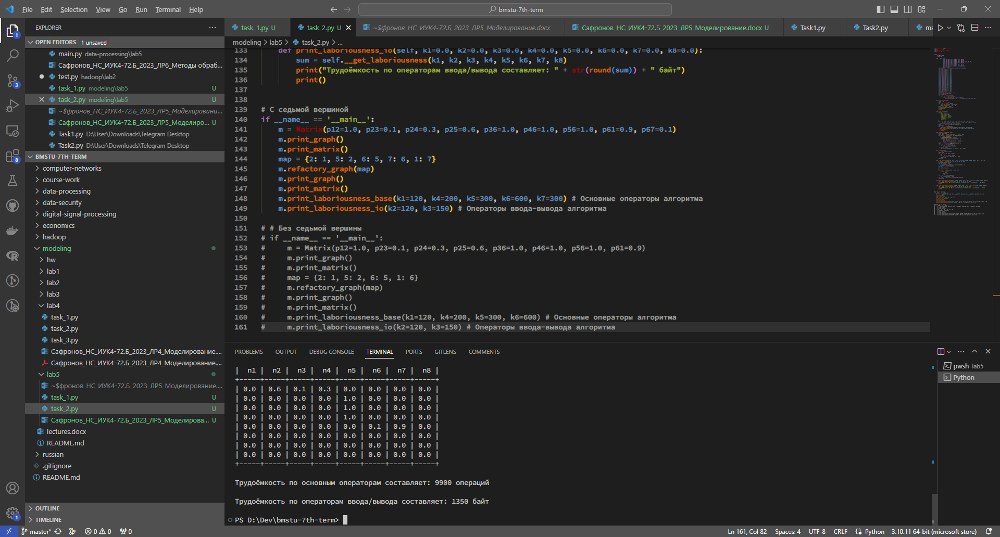 File Edit Selection View Go Run Terminal Help
bmstu-7th-term
EXPLORER
task_1.py U
task_2.py U
~$фронов_НС_ИУК4-72.Б_2023_ЛР5_Моделирование.docx
Сафронов_НС_ИУК4-72.Б_2023_ЛР5_Моделирование.docx U
Task1.py
Task2.py
OPEN EDITORS 1 unsaved
main.py data-processing\lab5
Сафронов_НС_ИУК4-72.Б_2023_ЛР6_Методы обраб...
test.py hadoop\lab2
task_1.py modeling\lab5 U
task_2.py modeling\lab5 U
~$фронов_НС_ИУК4-72.Б_2023_ЛР5_Моделировани...
Сафронов_НС_ИУК4-72.Б_2023_ЛР5_Моделиро... U
Task1.py D:\User\Downloads\Telegram Desktop
Task2.py D:\User\Downloads\Telegram Desktop
BMSTU-7TH-TERM
computer-networks
course-work
data-processing
data-security
digital-signal-processing
economics
hadoop
modeling
hw
lab1
lab2
lab3
lab4
task_1.py
task_2.py
task_3.py
Сафронов_НС_ИУК4-72.Б_2023_ЛР4_Моделирование....
Сафронов_НС_ИУК4-72.Б_2023_ЛР4_Моделирование....
lab5
~$фронов_НС_ИУК4-72.Б_2023_ЛР5_Моделирование....
task_1.py U
task_2.py U
Сафронов_НС_ИУК4-72.Б_2023_ЛР5_Моделирова... U
lectures.docx
README.md
russian
.gitignore
README.md
OUTLINE
TIMELINE
modeling > lab5 > task_2.py > ...
133 def print_laboriousness_io(self, k1=0.0, k2=0.0, k3=0.0, k4=0.0, k5=0.0, k6=0.0, k7=0.0, k8=0.0):
134 sum = self.__get_laboriousness(k1, k2, k3, k4, k5, k6, k7, k8)
135 print("Трудоёмкость по операторам ввода/вывода составляет: " + str(round(sum)) + " байт")
136 print()
137
138
139 # С седьмой вершиной
140 if __name__ == '__main__':
141 m = Matrix(p12=1.0, p23=0.1, p24=0.3, p25=0.6, p36=1.0, p46=1.0, p56=1.0, p61=0.9, p67=0.1)
142 m.print_graph()
143 m.print_matrix()
144 map = {2: 1, 5: 2, 6: 5, 7: 6, 1: 7}
145 m.refactory_graph(map)
146 m.print_graph()
147 m.print_matrix()
148 m.print_laboriousness_base(k1=120, k4=200, k5=300, k6=600, k7=300) # Основные операторы алгоритма
149 m.print_laboriousness_io(k2=120, k3=150) # Операторы ввода-вывода алгоритма
150
151 # # Без седьмой вершины
152 # if __name__ == '__main__':
153 # m = Matrix(p12=1.0, p23=0.1, p24=0.3, p25=0.6, p36=1.0, p46=1.0, p56=1.0, p61=0.9)
154 # m.print_graph()
155 # m.print_matrix()
156 # map = {2: 1, 5: 2, 6: 5, 1: 6}
157 # m.refactory_graph(map)
158 # m.print_graph()
159 # m.print_matrix()
160 # m.print_laboriousness_base(k1=120, k4=200, k5=300, k6=600) # Основные операторы алгоритма
161 # m.print_laboriousness_io(k2=120, k3=150) # Операторы ввода-вывода алгоритма
PROBLEMS OUTPUT DEBUG CONSOLE TERMINAL PORTS GITLENS COMMENTS
| n1 | n2 | n3 | n4 | n5 | n6 | n7 | n8 |
+-----+-----+-----+-----+-----+-----+-----+-----+
| 0.0 | 0.6 | 0.1 | 0.3 | 0.0 | 0.0 | 0.0 | 0.0 |
| 0.0 | 0.0 | 0.0 | 0.0 | 1.0 | 0.0 | 0.0 | 0.0 |
| 0.0 | 0.0 | 0.0 | 0.0 | 1.0 | 0.0 | 0.0 | 0.0 |
| 0.0 | 0.0 | 0.0 | 0.0 | 1.0 | 0.0 | 0.0 | 0.0 |
| 0.0 | 0.0 | 0.0 | 0.0 | 0.0 | 0.1 | 0.9 | 0.0 |
| 0.0 | 0.0 | 0.0 | 0.0 | 0.0 | 0.0 | 0.0 | 0.0 |
| 0.0 | 0.0 | 0.0 | 0.0 | 0.0 | 0.0 | 0.0 | 0.0 |
| 0.0 | 0.0 | 0.0 | 0.0 | 0.0 | 0.0 | 0.0 | 0.0 |
+-----+-----+-----+-----+-----+-----+-----+-----+
Трудоёмкость по основным операторам составляет: 9900 операций
Трудоёмкость по операторам ввода/вывода составляет: 1350 байт
PS D:\Dev\bmstu-7th-term>
pwsh lab5
Python
master* 0 0 0
Ln 161, Col 82 Spaces: 4 UTF-8 CRLF Python 3.10.11 64-bit (microsoft store)